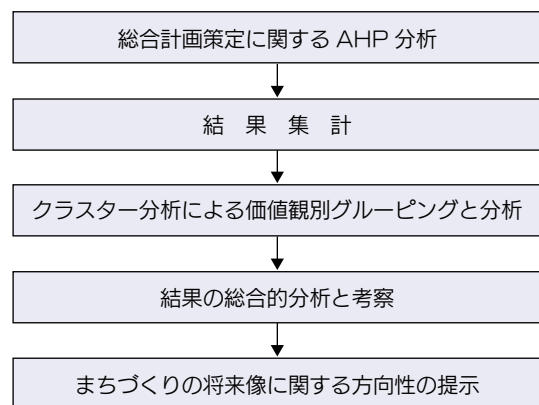 総合計画策定に関する AHP 分析
結 果 集 計
クラスター分析による価値観別グルーピングと分析
結果の総合的分析と考察
まちづくりの将来像に関する方向性の提示